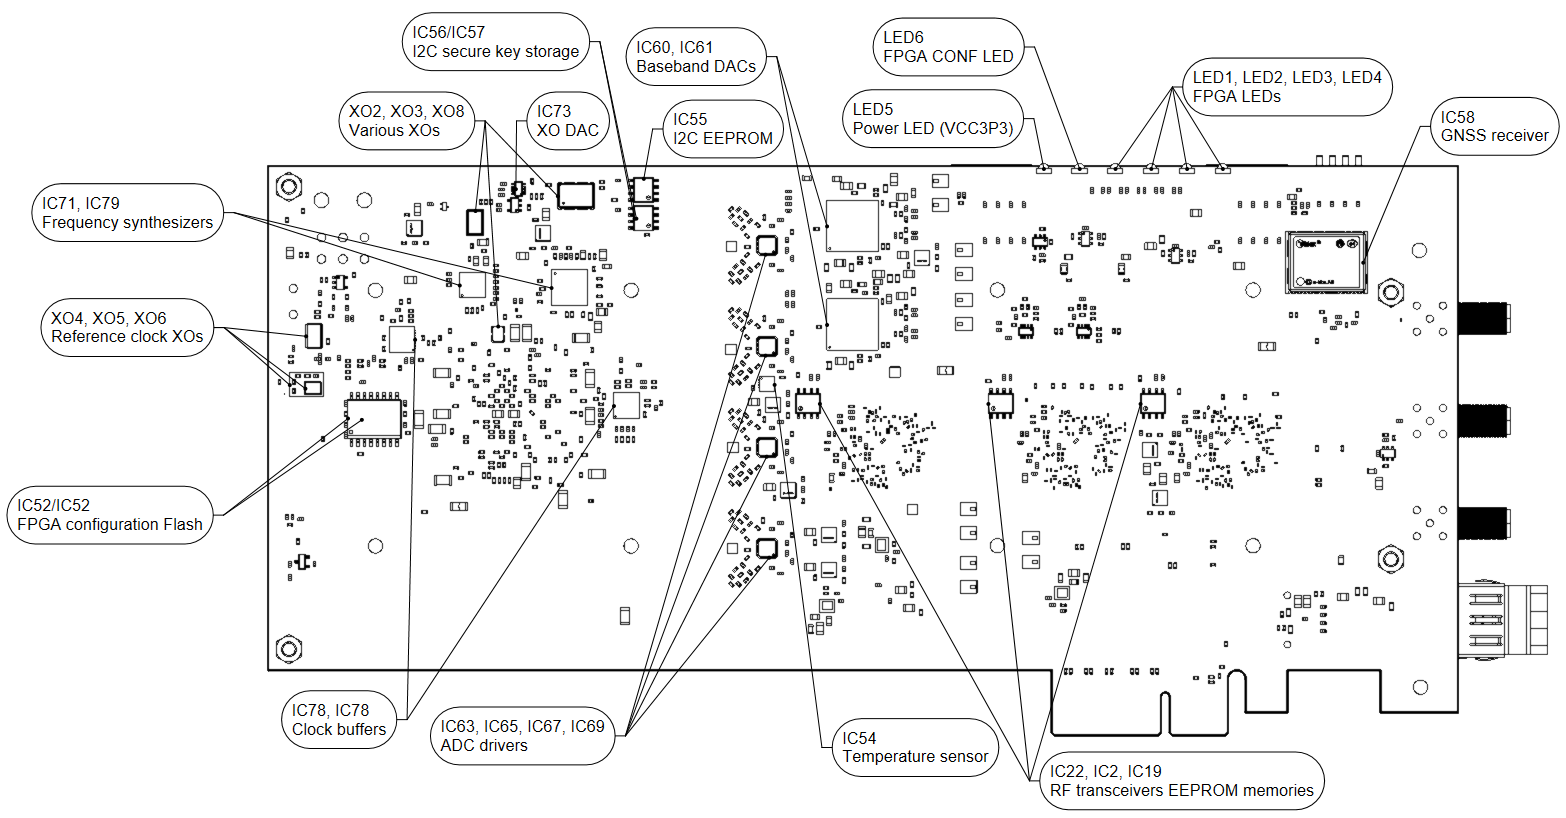 IC56/IC57
I2C secure key storage
IC60, IC61
Baseband DACs
LED6
FPGA CONF LED
LED1, LED2, LED3, LED4
FPGA LEDs
XO2, XO3, XO8
Various XOs
IC73
XO DAC
IC55
I2C EEPROM
LED5
Power LED (VCC3P3)
IC58
GNSS receiver
IC71, IC79
Frequency synthesizers
XO4, XO5, XO6
Reference clock XOs
IC52/IC52
FPGA configuration Flash
IC78, IC78
Clock buffers
IC63, IC65, IC67, IC69
ADC drivers
IC54
Temperature sensor
IC22, IC2, IC19
RF transceivers EEPROM memories